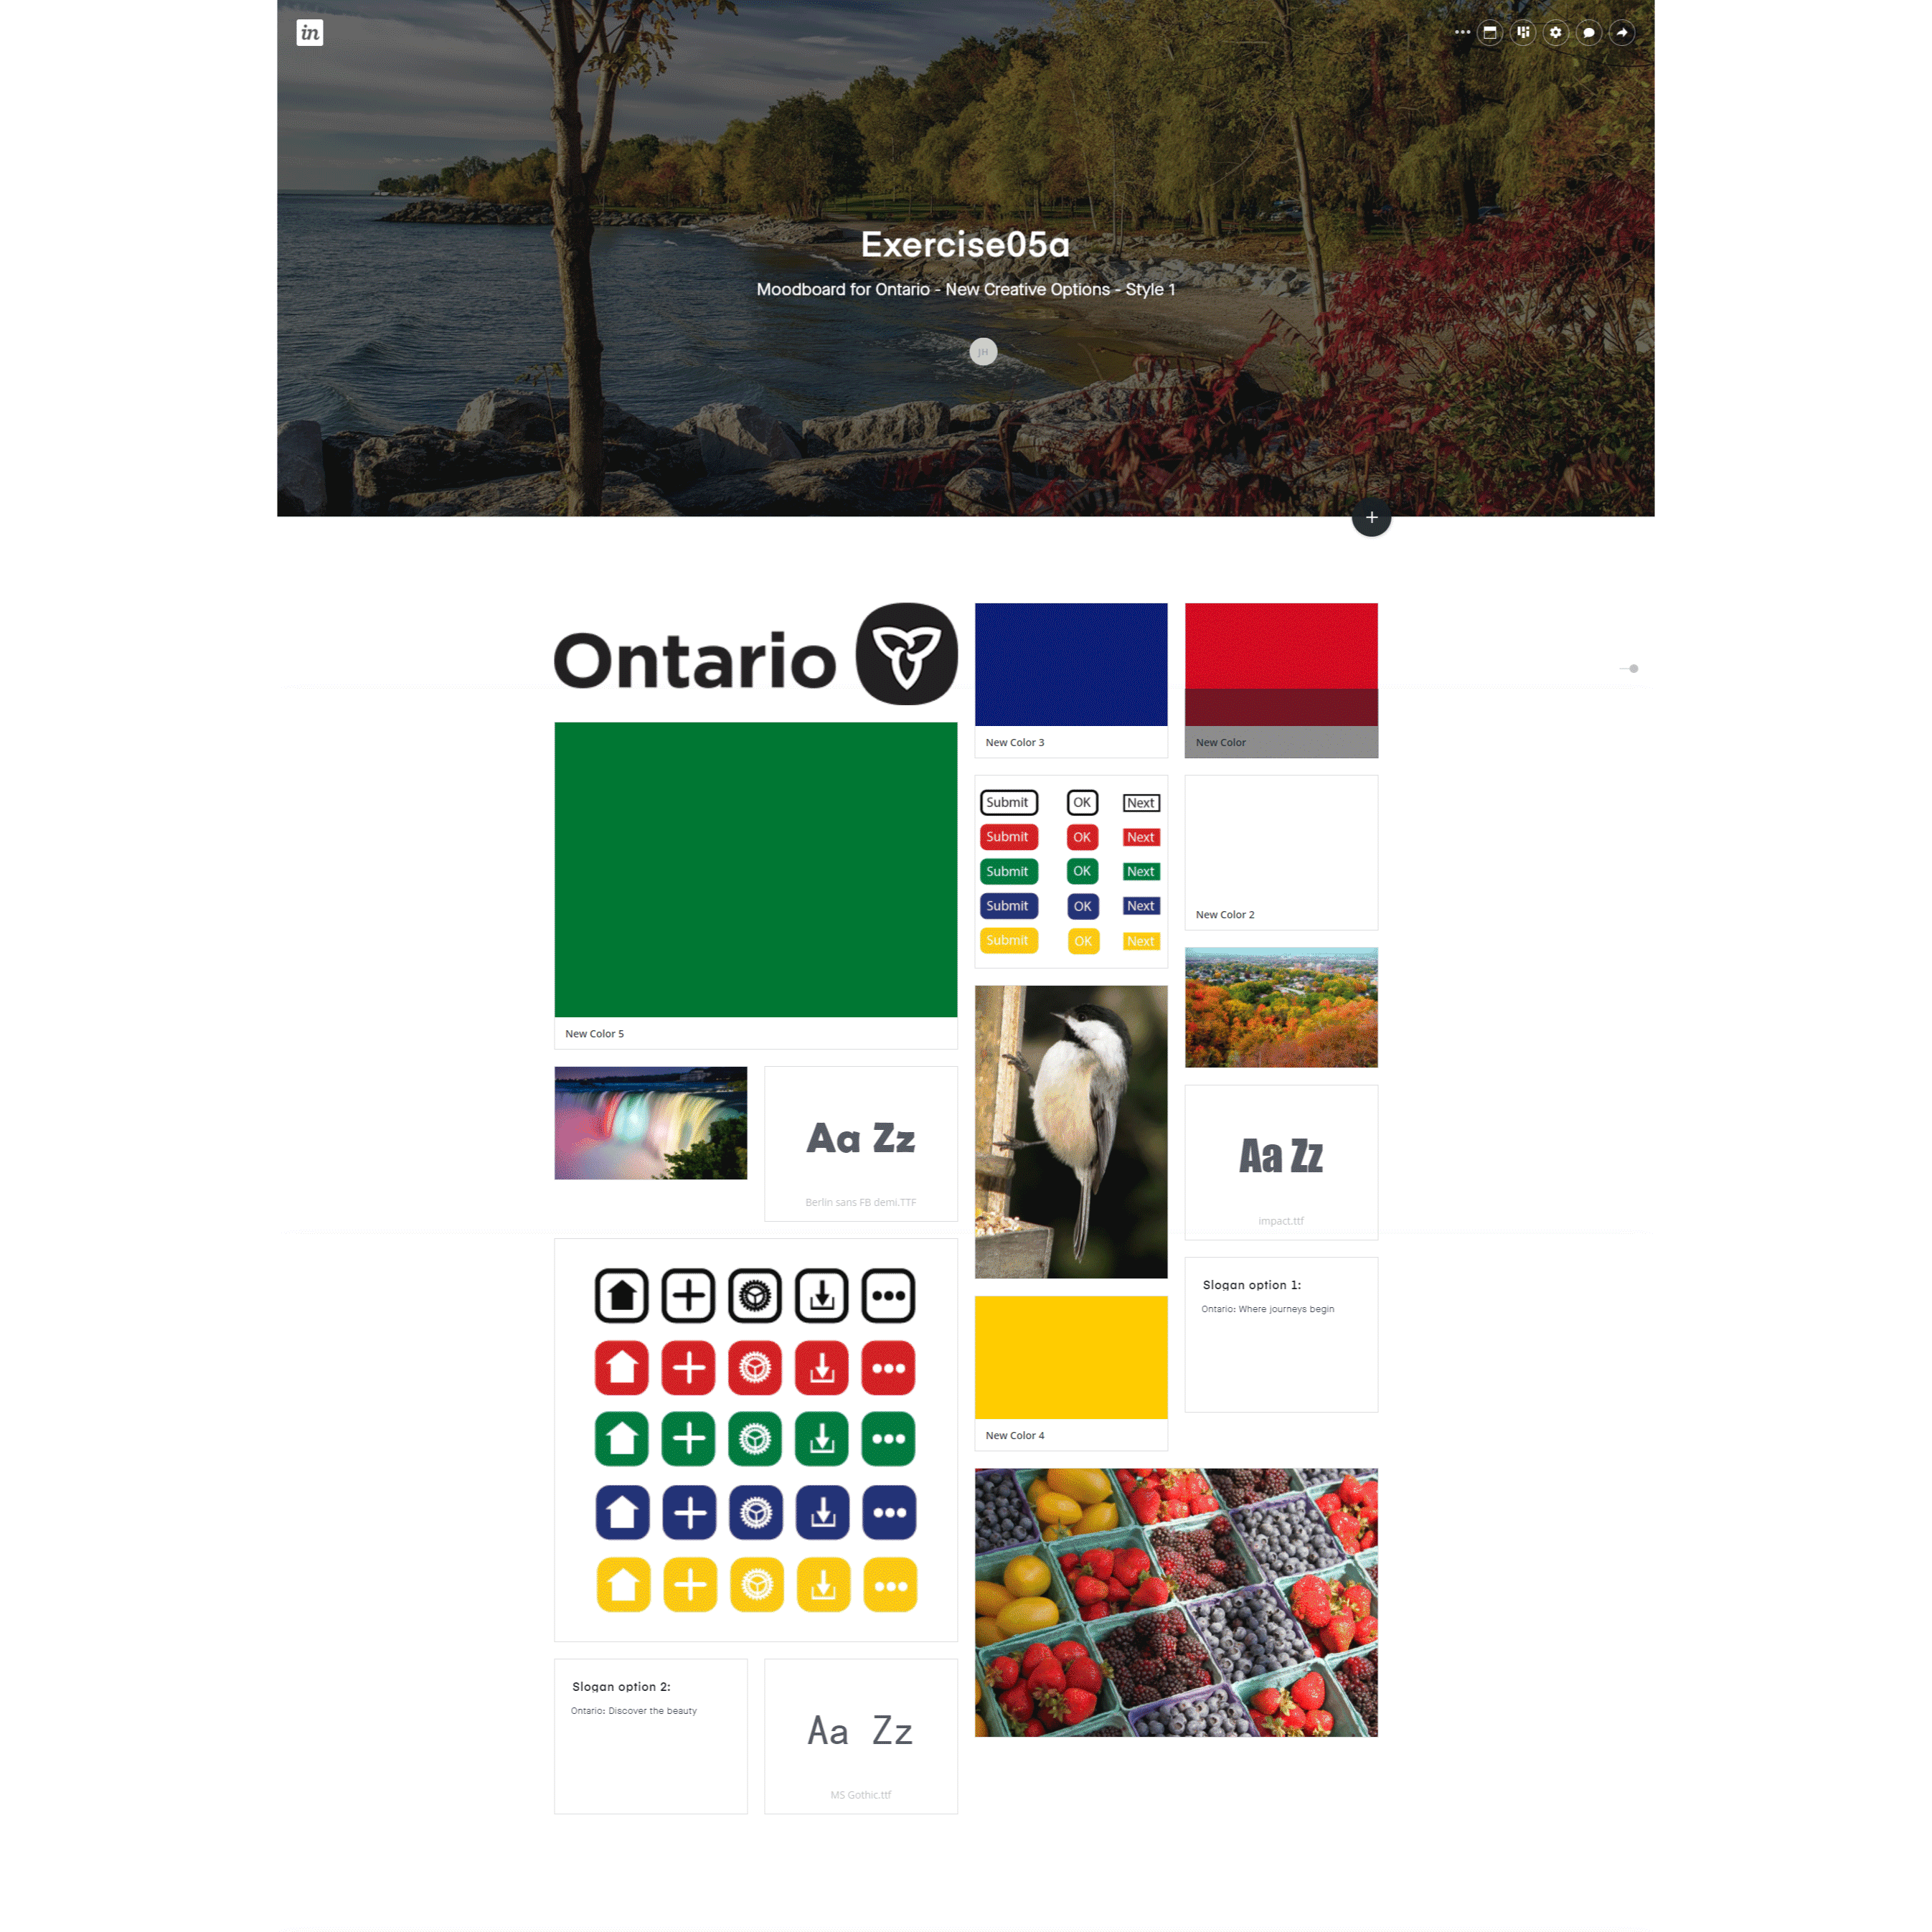 in
Exercise05a
Moodboard for Ontario - New Creative Options - Style 1
JH
Ontario
New Color 3
New Color
Submit OK Next
Submit OK Next
Submit OK Next
Submit OK Next
Submit OK Next
New Color 2
New Color 5
Aa Zz
Berlin sans FB demi.TTF
Aa Zz
impact.ttf
Slogan option 1:
Ontario: Where journeys begin
New Color 4
Slogan option 2:
Ontario: Discover the beauty
Aa Zz
MS Gothic.ttf